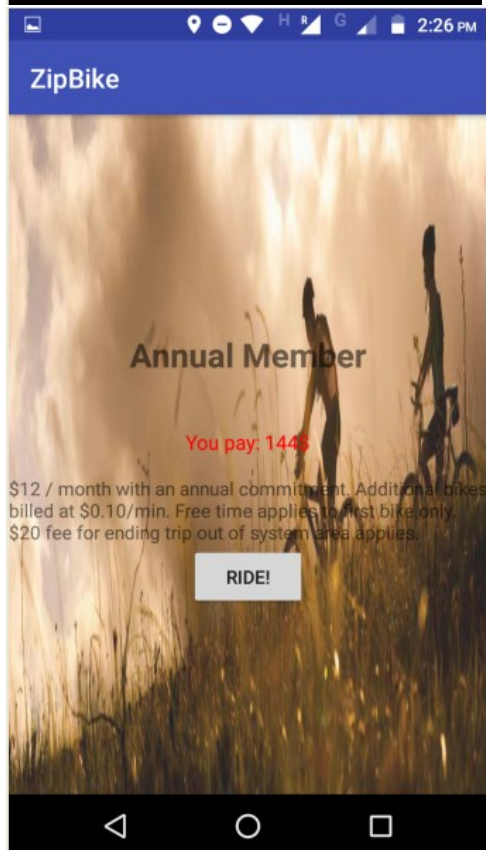 H R G 2:26 PM
ZipBike
Annual Member
You pay: 144$
$12 / month with an annual commitment. Additional bikes
billed at $0.10/min. Free time applies to first bike only.
$20 fee for ending trip out of system area applies.
RIDE!